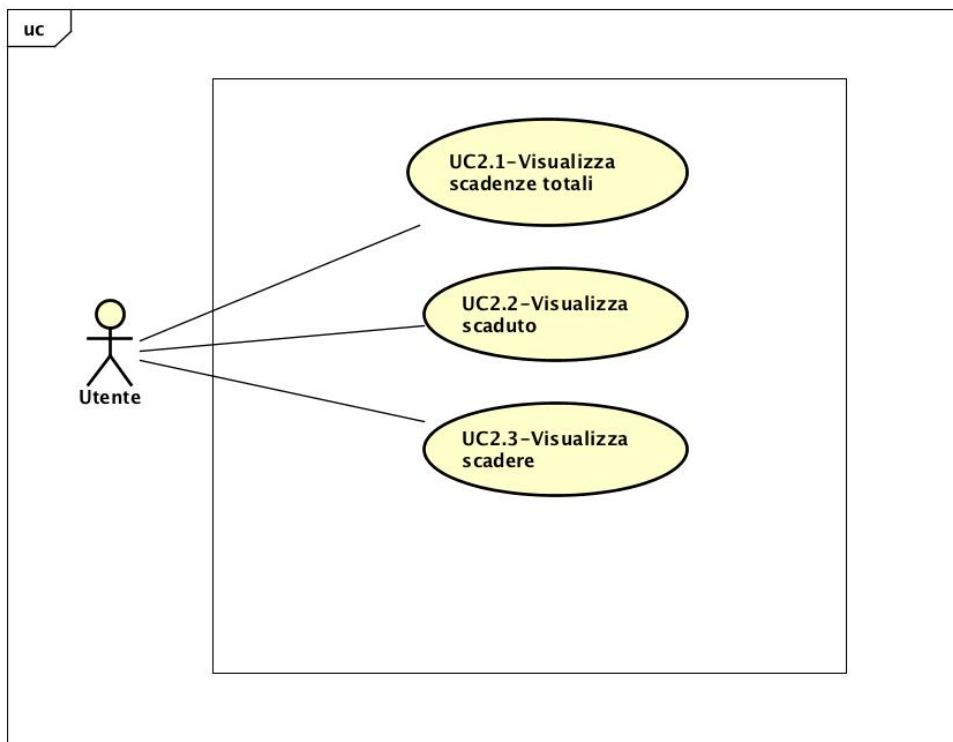 uc
UC2.1-Visualizza
scadenze totali
UC2.2-Visualizza
scaduto
Utente
UC2.3-Visualizza
scadere